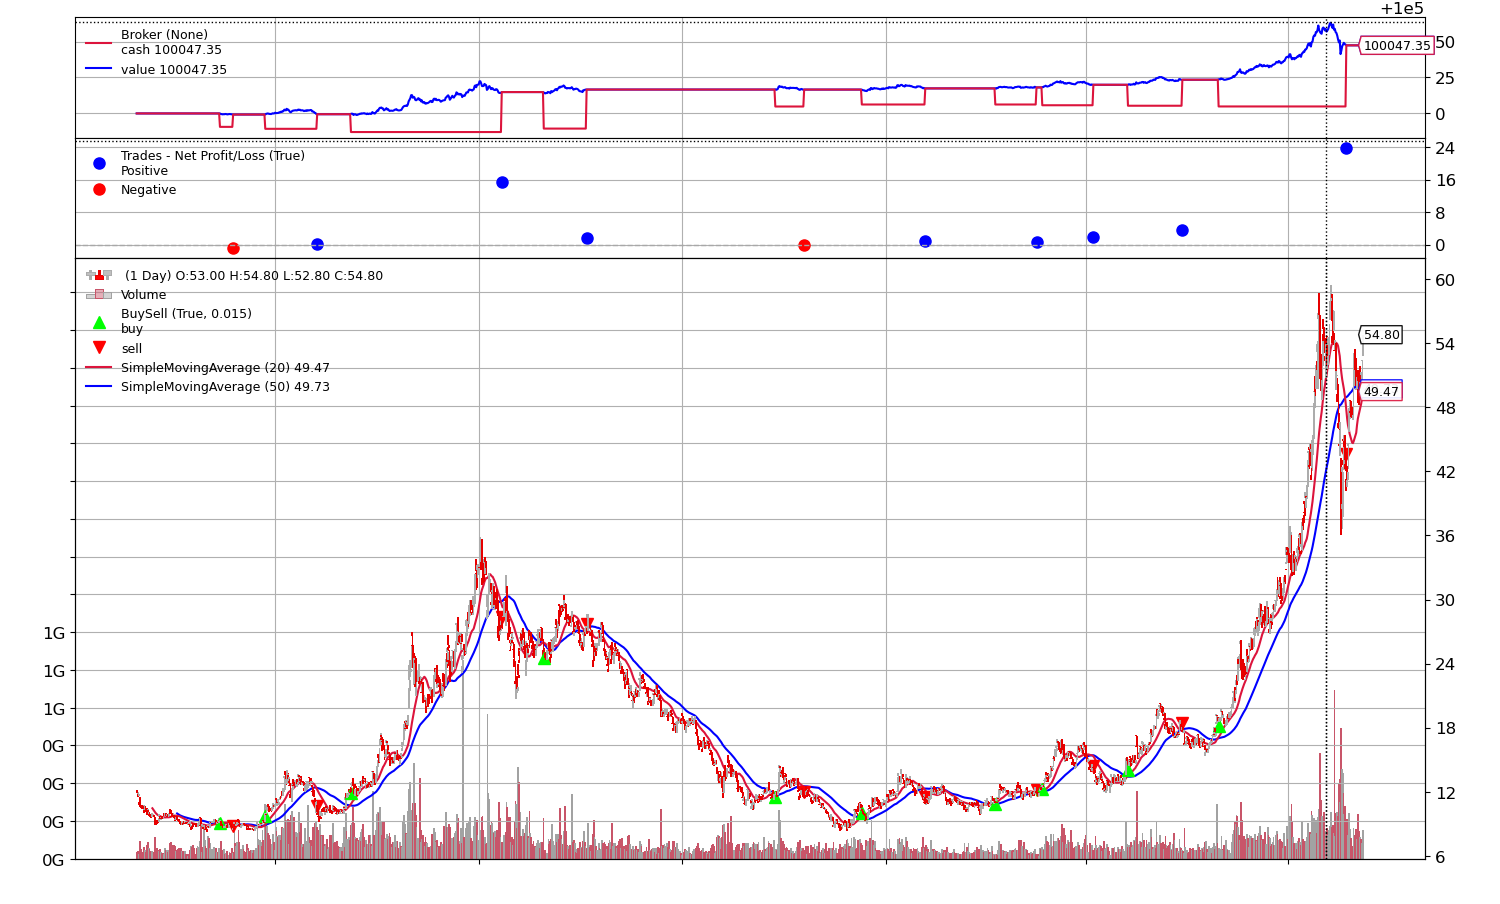 +1e5
Broker (None)
cash 100047.35
value 100047.35
100047.35
50
25
0
Trades - Net Profit/Loss (True)
Positive
Negative
24
16
8
0
(1 Day) O:53.00 H:54.80 L:52.80 C:54.80
Volume
BuySell (True, 0.015)
buy
sell
SimpleMovingAverage (20) 49.47
SimpleMovingAverage (50) 49.73
54.80
49.47
60
54
48
42
36
30
24
18
12
6
1G
1G
1G
0G
0G
0G
0G